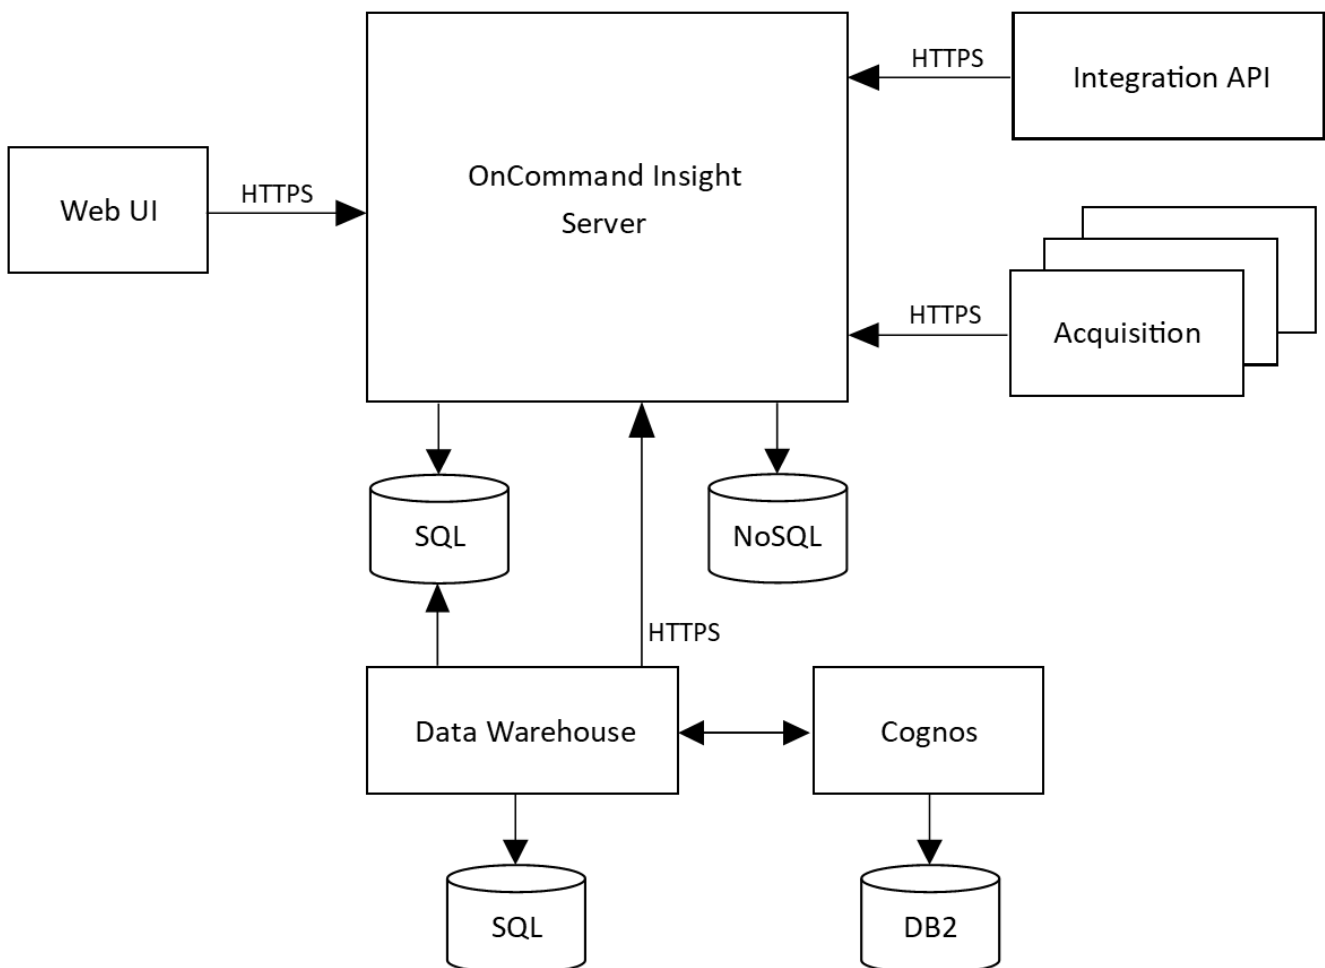 HTTPS
Integration API
OnCommand Insight
Server
HTTPS
Web UI
HTTPS
Acquisition
SQL
NoSQL
HTTPS
Data Warehouse
Cognos
SQL
DB2